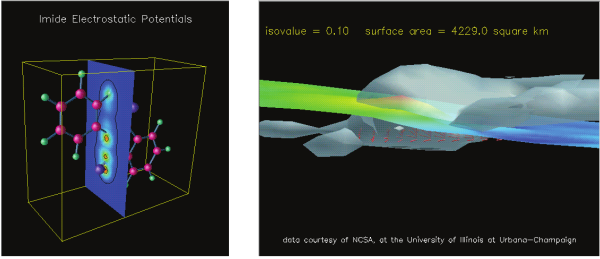 Imide Electrostatic Potentials
isovalue = 0.10 surface area = 4229.0 square km
data courtesy of NCSA, at the University of Illinois at Urbana-Champaign